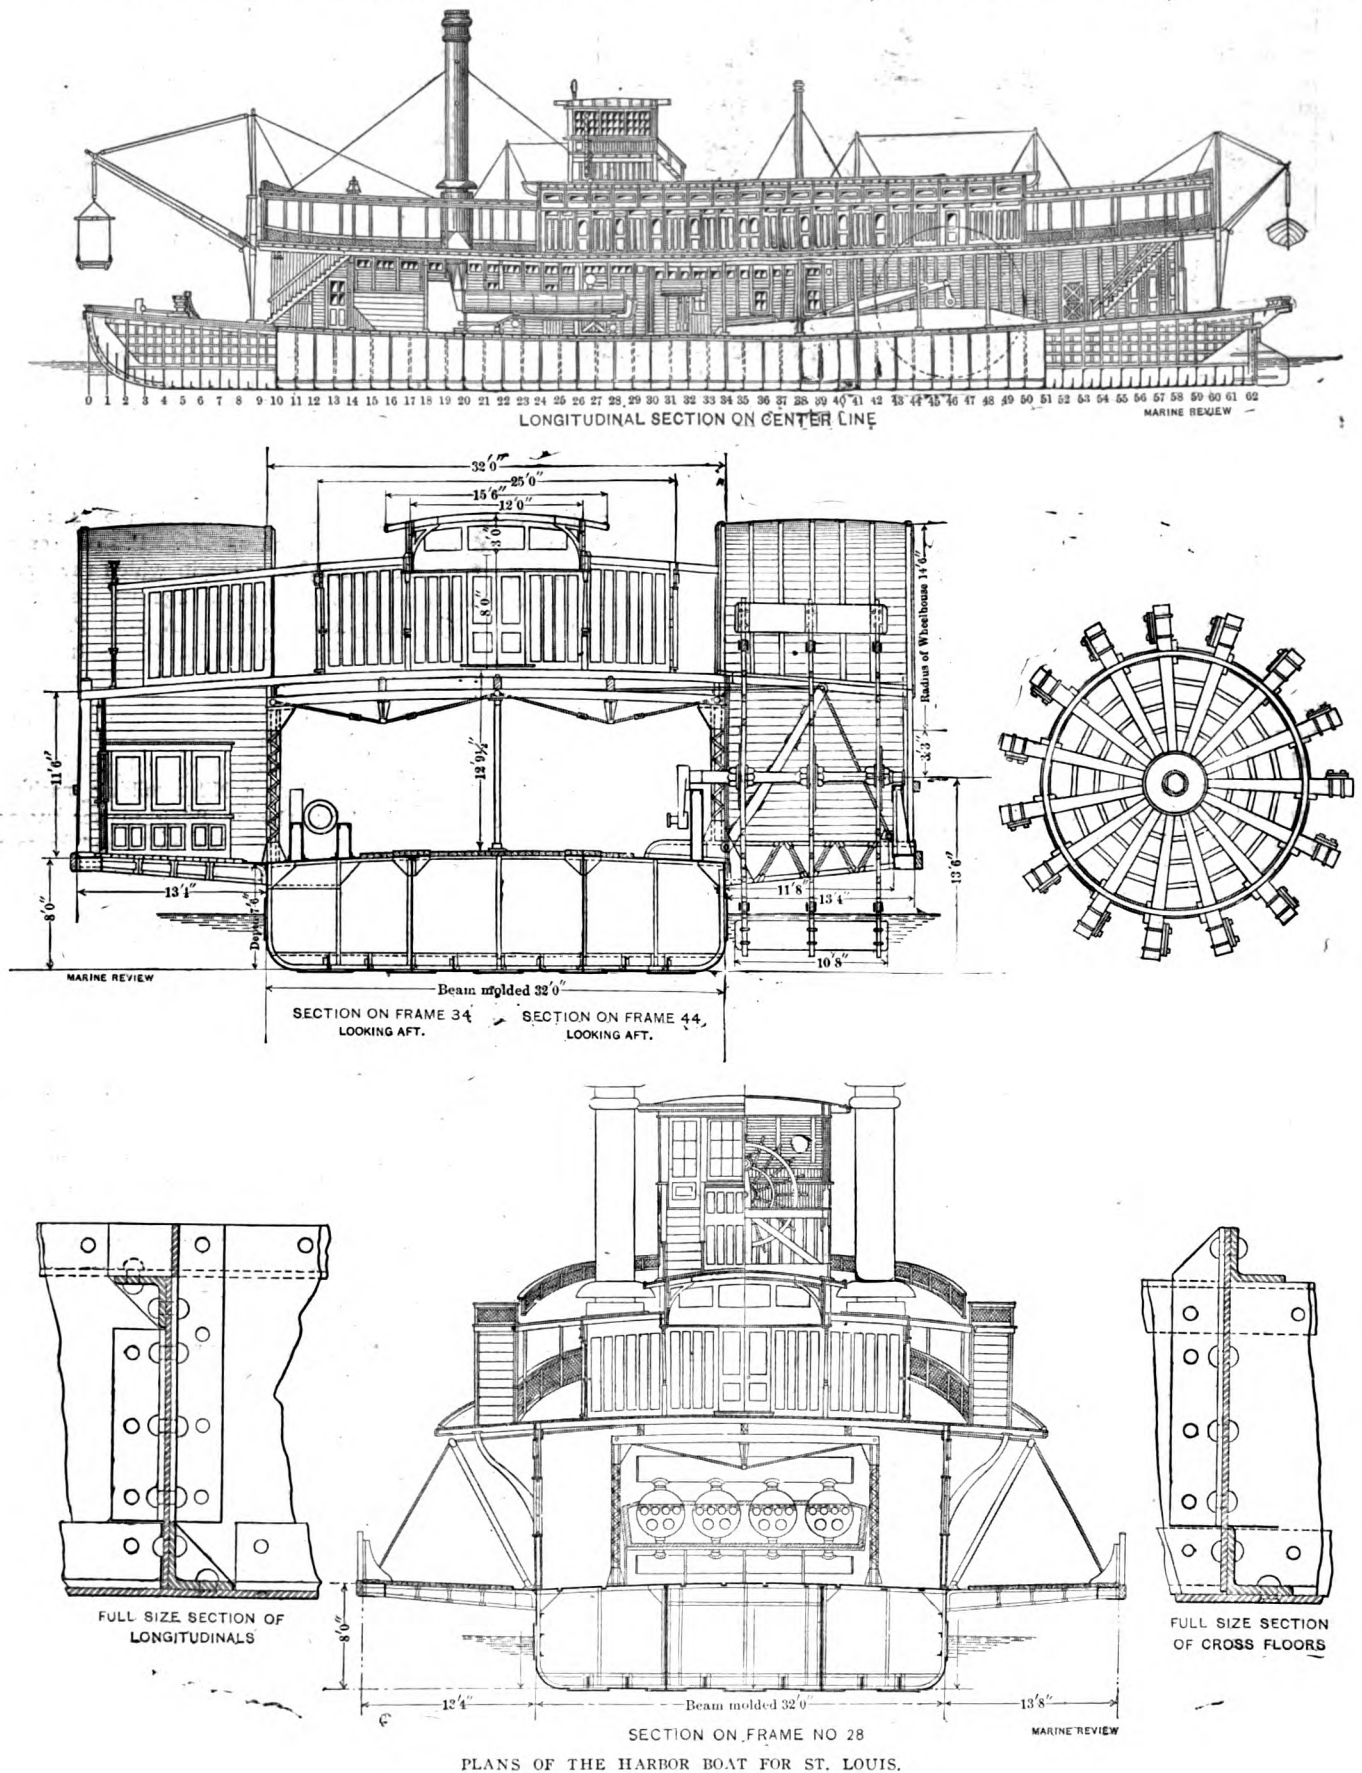 0 1 2 3 4 5 6 7 8 9 10 11 12 13 14 15 16 17 18 19 20 21 22 23 24 25 26 27 28 29 30 31 32 33 34 35 36 37 38 39 40 41 42 43 44 45 46 47 48 49 50 51 52 53 54 55 56 57 58 59 60 61 62
LONGITUDINAL SECTION ON CENTER LINE
MARINE REVIEW
32'0"
25'0"
15'6"
12'0"
3'0"
8'0"
Radius of Wheelhouse 14'6"
3'3"
11'6"
12'9½"
13'6"
13'4"
11'8"
13'4"
8'0"
Depth 7'6"
10'8"
MARINE REVIEW
Beam molded 32'0"
SECTION ON FRAME 34
LOOKING AFT.
SECTION ON FRAME 44
LOOKING AFT.
FULL SIZE SECTION OF
LONGITUDINALS
8'0"
FULL SIZE SECTION
OF CROSS FLOORS
13'4"
Beam molded 32'0"
13'8"
SECTION ON FRAME NO 28
MARINE REVIEW
PLANS OF THE HARBOR BOAT FOR ST. LOUIS.